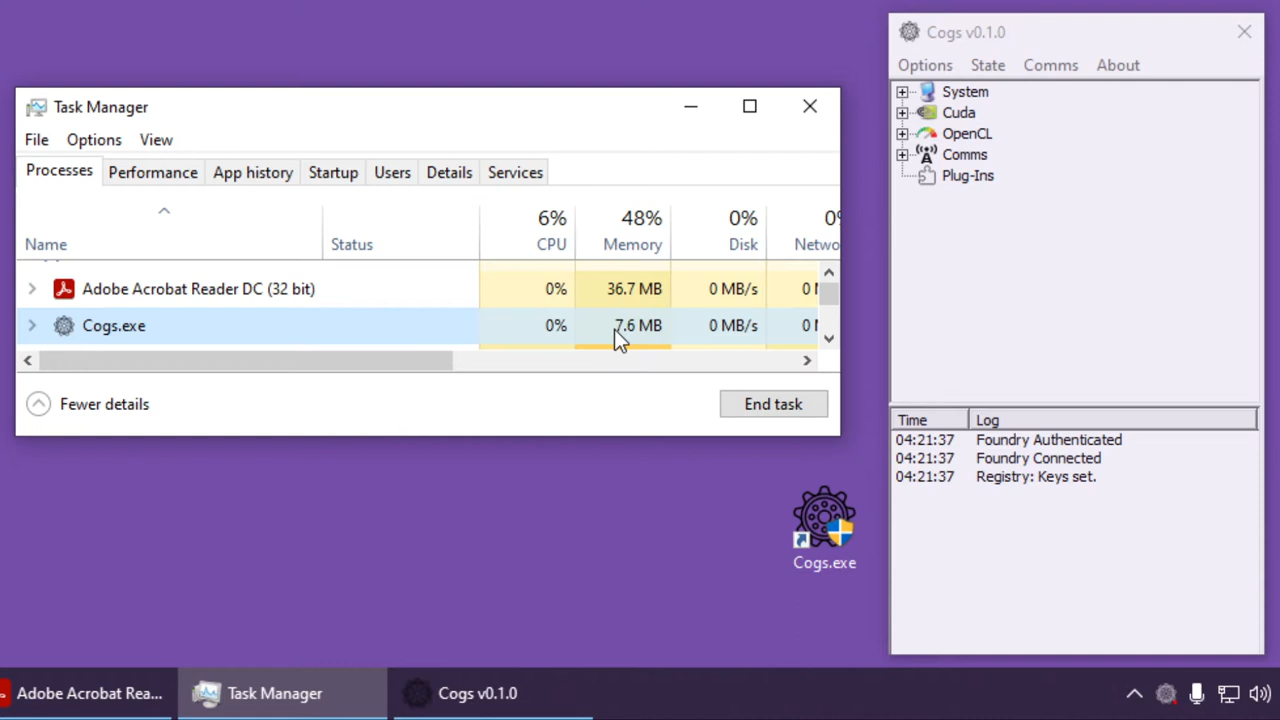 Task Manager
File Options View
Processes Performance App history Startup Users Details Services
6% 48% 0% 0%
Name Status CPU Memory Disk Netwo
Adobe Acrobat Reader DC (32 bit) 0% 36.7 MB 0 MB/s 0
Cogs.exe 0% 7.6 MB 0 MB/s 0
Fewer details End task
Cogs v0.1.0
Options State Comms About
System
Cuda
OpenCL
Comms
Plug-Ins
Time Log
04:21:37 Foundry Authenticated
04:21:37 Foundry Connected
04:21:37 Registry: Keys set.
Cogs.exe
Adobe Acrobat Rea... Task Manager Cogs v0.1.0